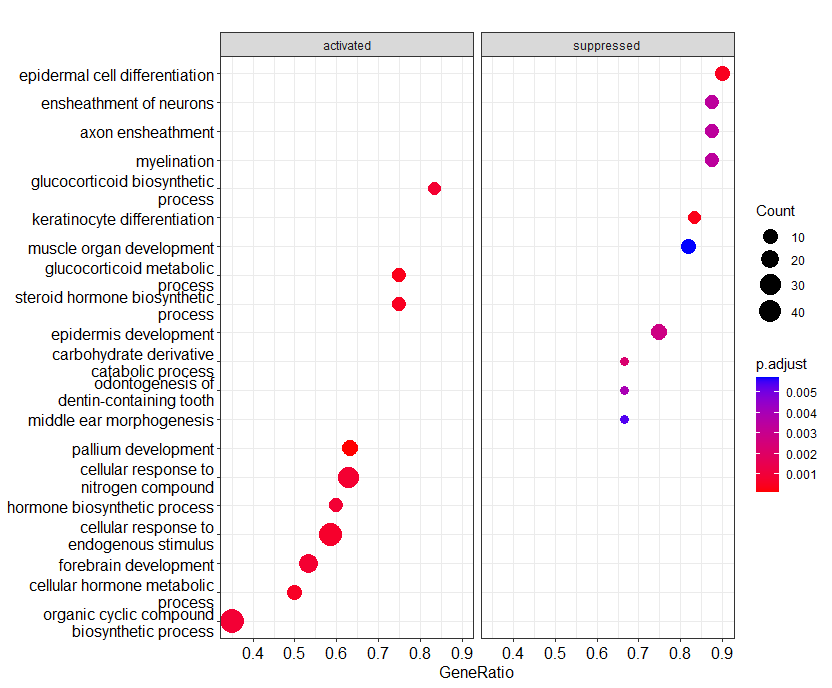 activated
suppressed
epidermal cell differentiation
ensheathment of neurons
axon ensheathment
myelination
glucocorticoid biosynthetic
process
keratinocyte differentiation
muscle organ development
glucocorticoid metabolic
process
steroid hormone biosynthetic
process
epidermis development
carbohydrate derivative
catabolic process
odontogenesis of
dentin-containing tooth
middle ear morphogenesis
pallium development
cellular response to
nitrogen compound
hormone biosynthetic process
cellular response to
endogenous stimulus
forebrain development
cellular hormone metabolic
process
organic cyclic compound
biosynthetic process
0.4 0.5 0.6 0.7 0.8 0.9
0.4 0.5 0.6 0.7 0.8 0.9
GeneRatio
Count
10
20
30
40
p.adjust
0.005
0.004
0.003
0.002
0.001